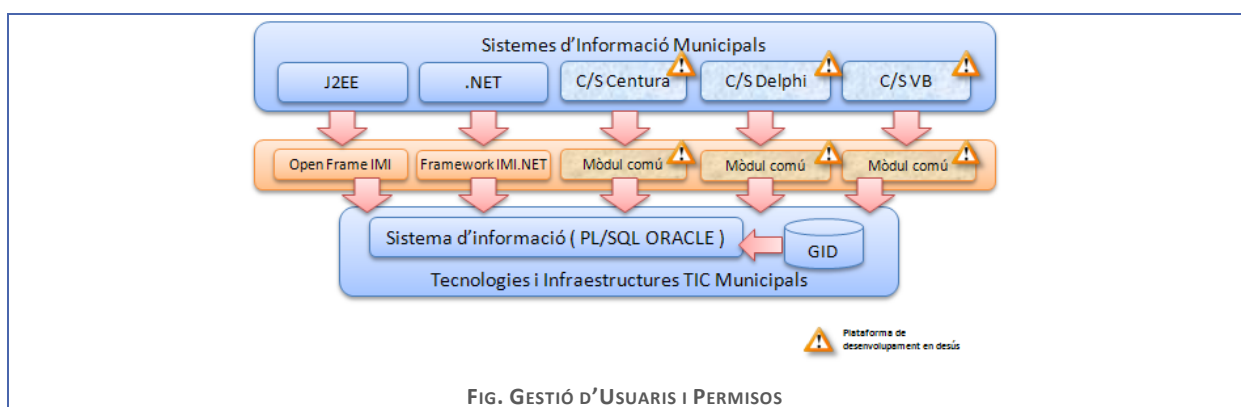 Sistemes d'Informació Municipals
J2EE
.NET
C/S Centura
C/S Delphi
C/S VB
Open Frame IMI
Framework IMI.NET
Mòdul comú
Mòdul comú
Mòdul comú
Sistema d'informació ( PL/SQL ORACLE )
GID
Tecnologies i Infraestructures TIC Municipals
Plataforma de
desenvolupament en desús
FIG. GESTIÓ D'USUARIS I PERMISOS